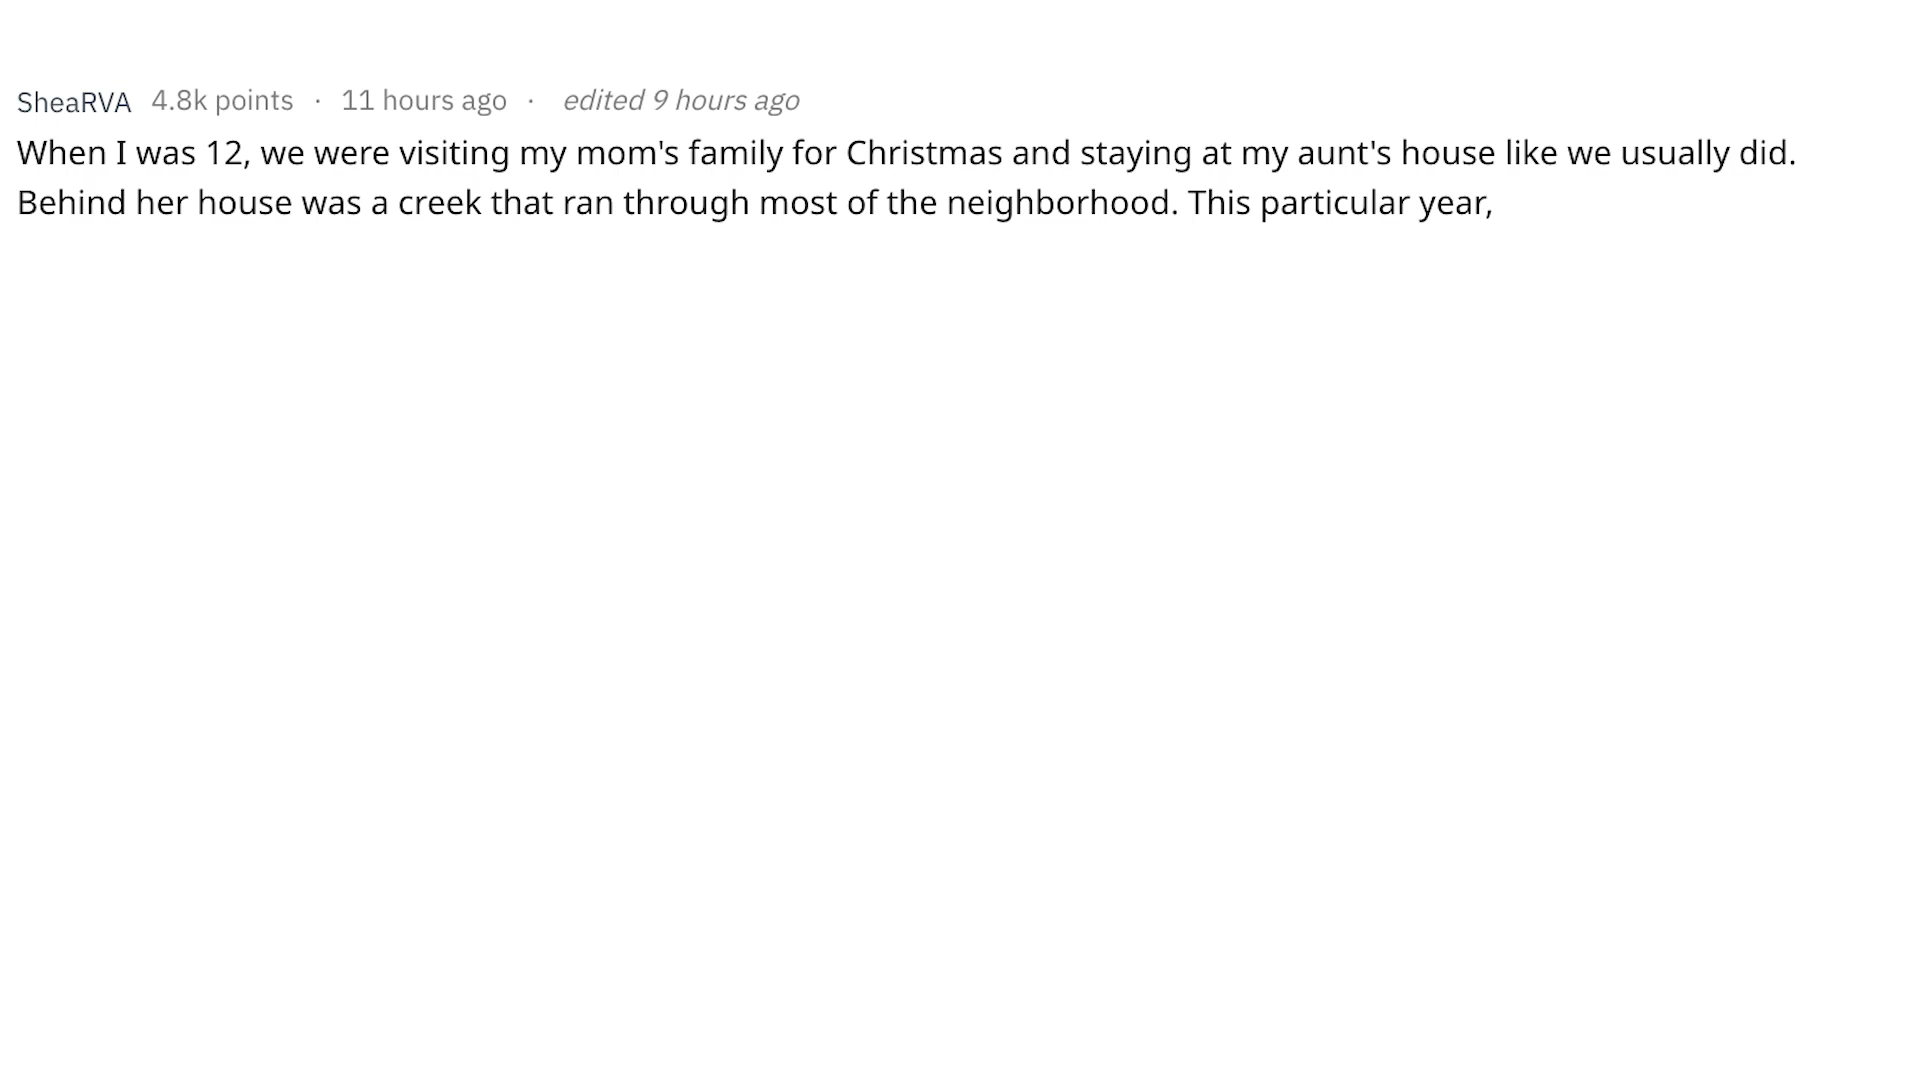 SheaRVA 4.8k points · 11 hours ago · edited 9 hours ago
When I was 12, we were visiting my mom's family for Christmas and staying at my aunt's house like we usually did.
Behind her house was a creek that ran through most of the neighborhood. This particular year,